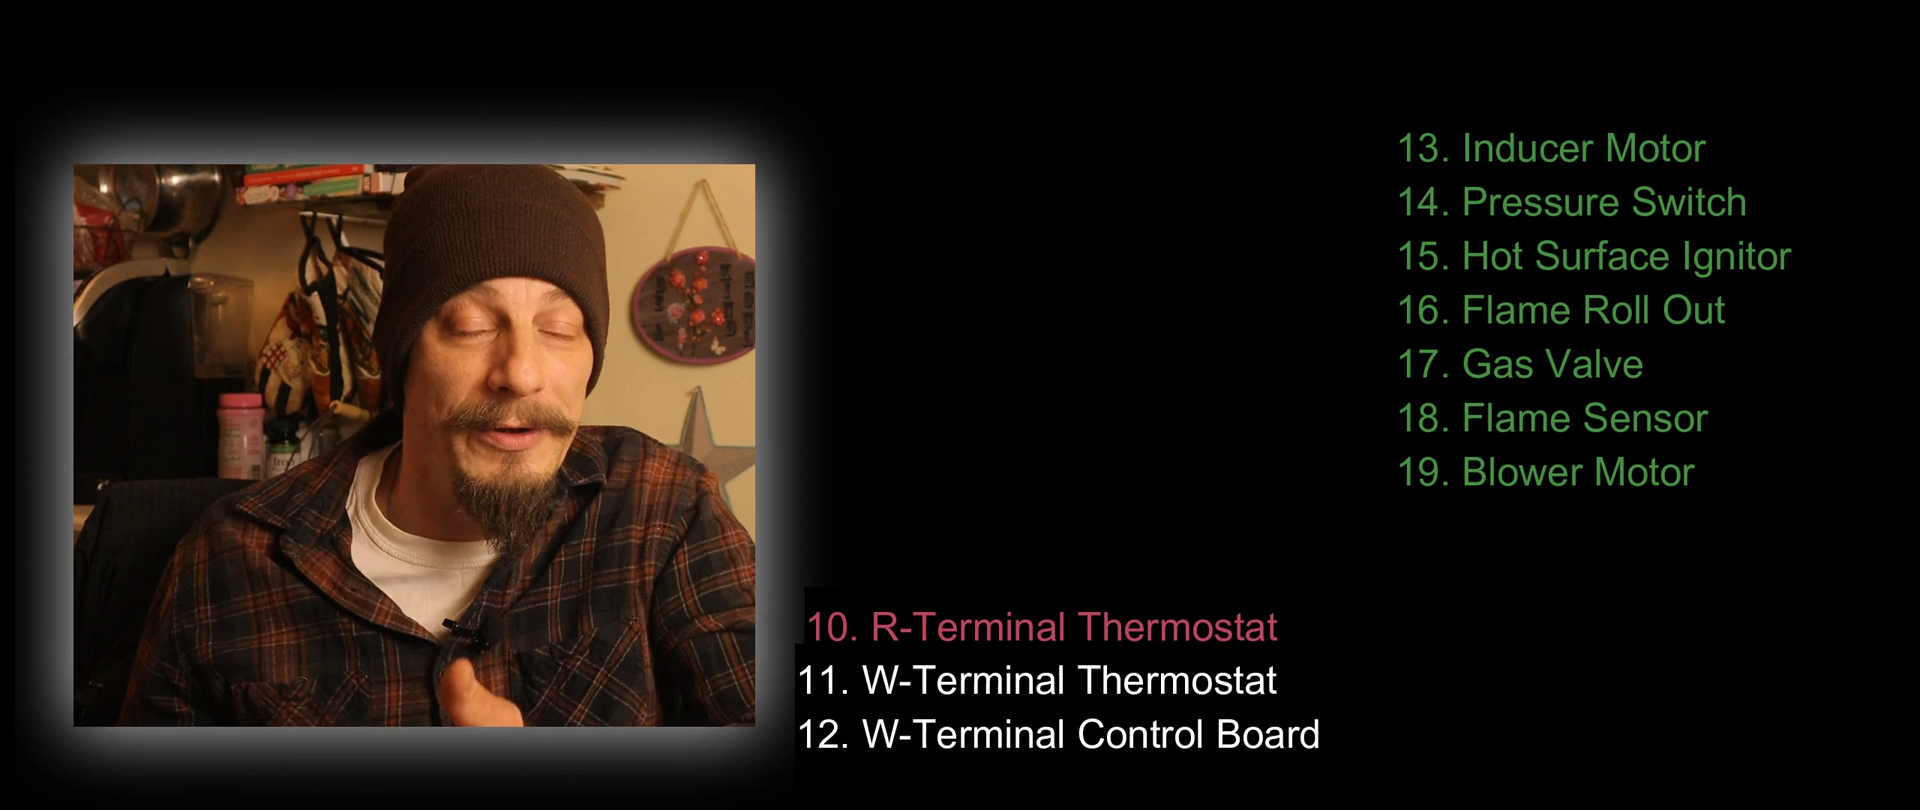 10. R-Terminal Thermostat
11. W-Terminal Thermostat
12. W-Terminal Control Board
13. Inducer Motor
14. Pressure Switch
15. Hot Surface Ignitor
16. Flame Roll Out
17. Gas Valve
18. Flame Sensor
19. Blower Motor